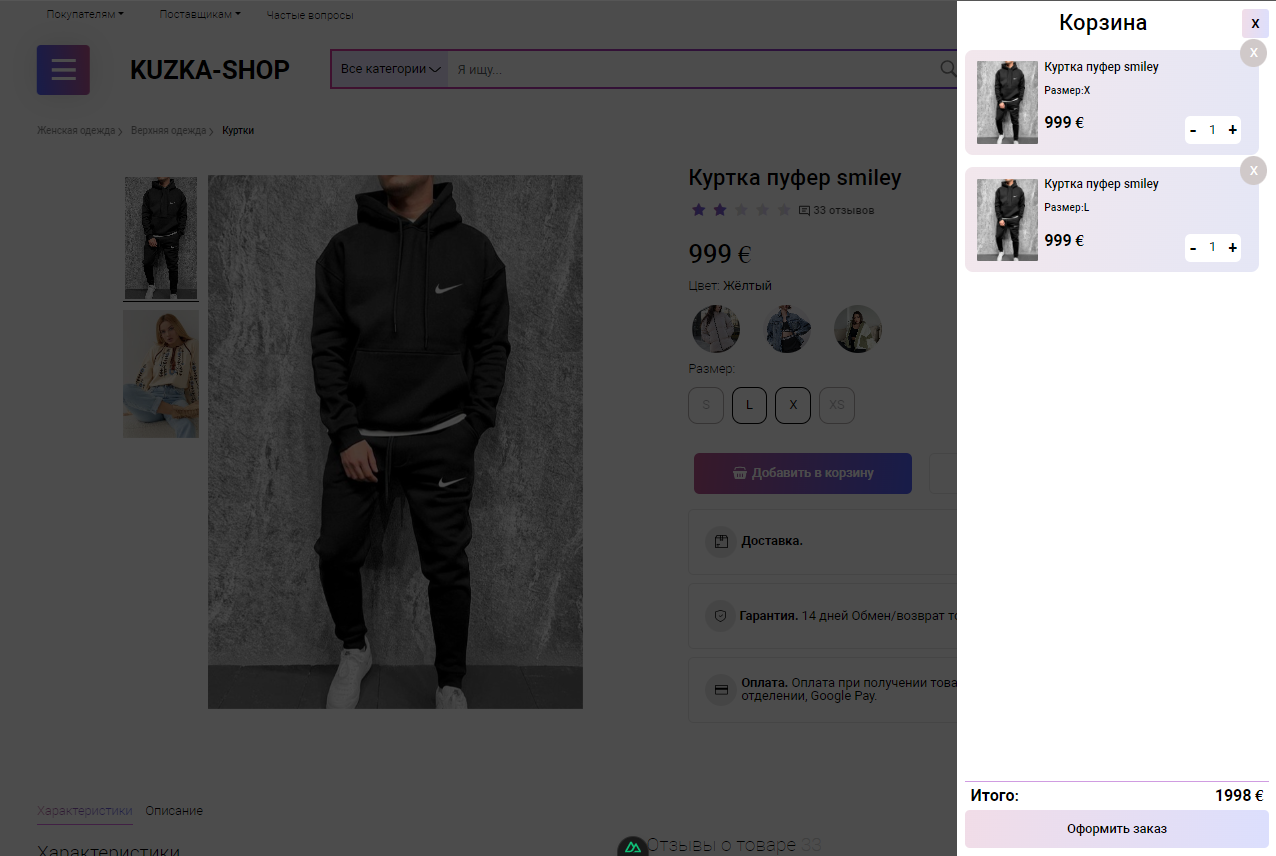 Покупателям
Поставщикам
Частые вопросы
KUZKA-SHOP
Все категории
Я ищу...
Женская одежда
Верхняя одежда
Куртки
Куртка пуфер smiley
33 отзывов
999 €
Цвет: Жёлтый
Размер:
S
L
X
XS
Добавить в корзину
Доставка.
Гарантия. 14 дней Обмен/возврат то
Оплата. Оплата при получении това
отделении, Google Pay.
Характеристики
Описание
Характеристики
Отзывы о товаре 33
Корзина
X
X
Куртка пуфер smiley
Размер:X
999 €
- 1 +
X
Куртка пуфер smiley
Размер:L
999 €
- 1 +
Итого:
1998 €
Оформить заказ